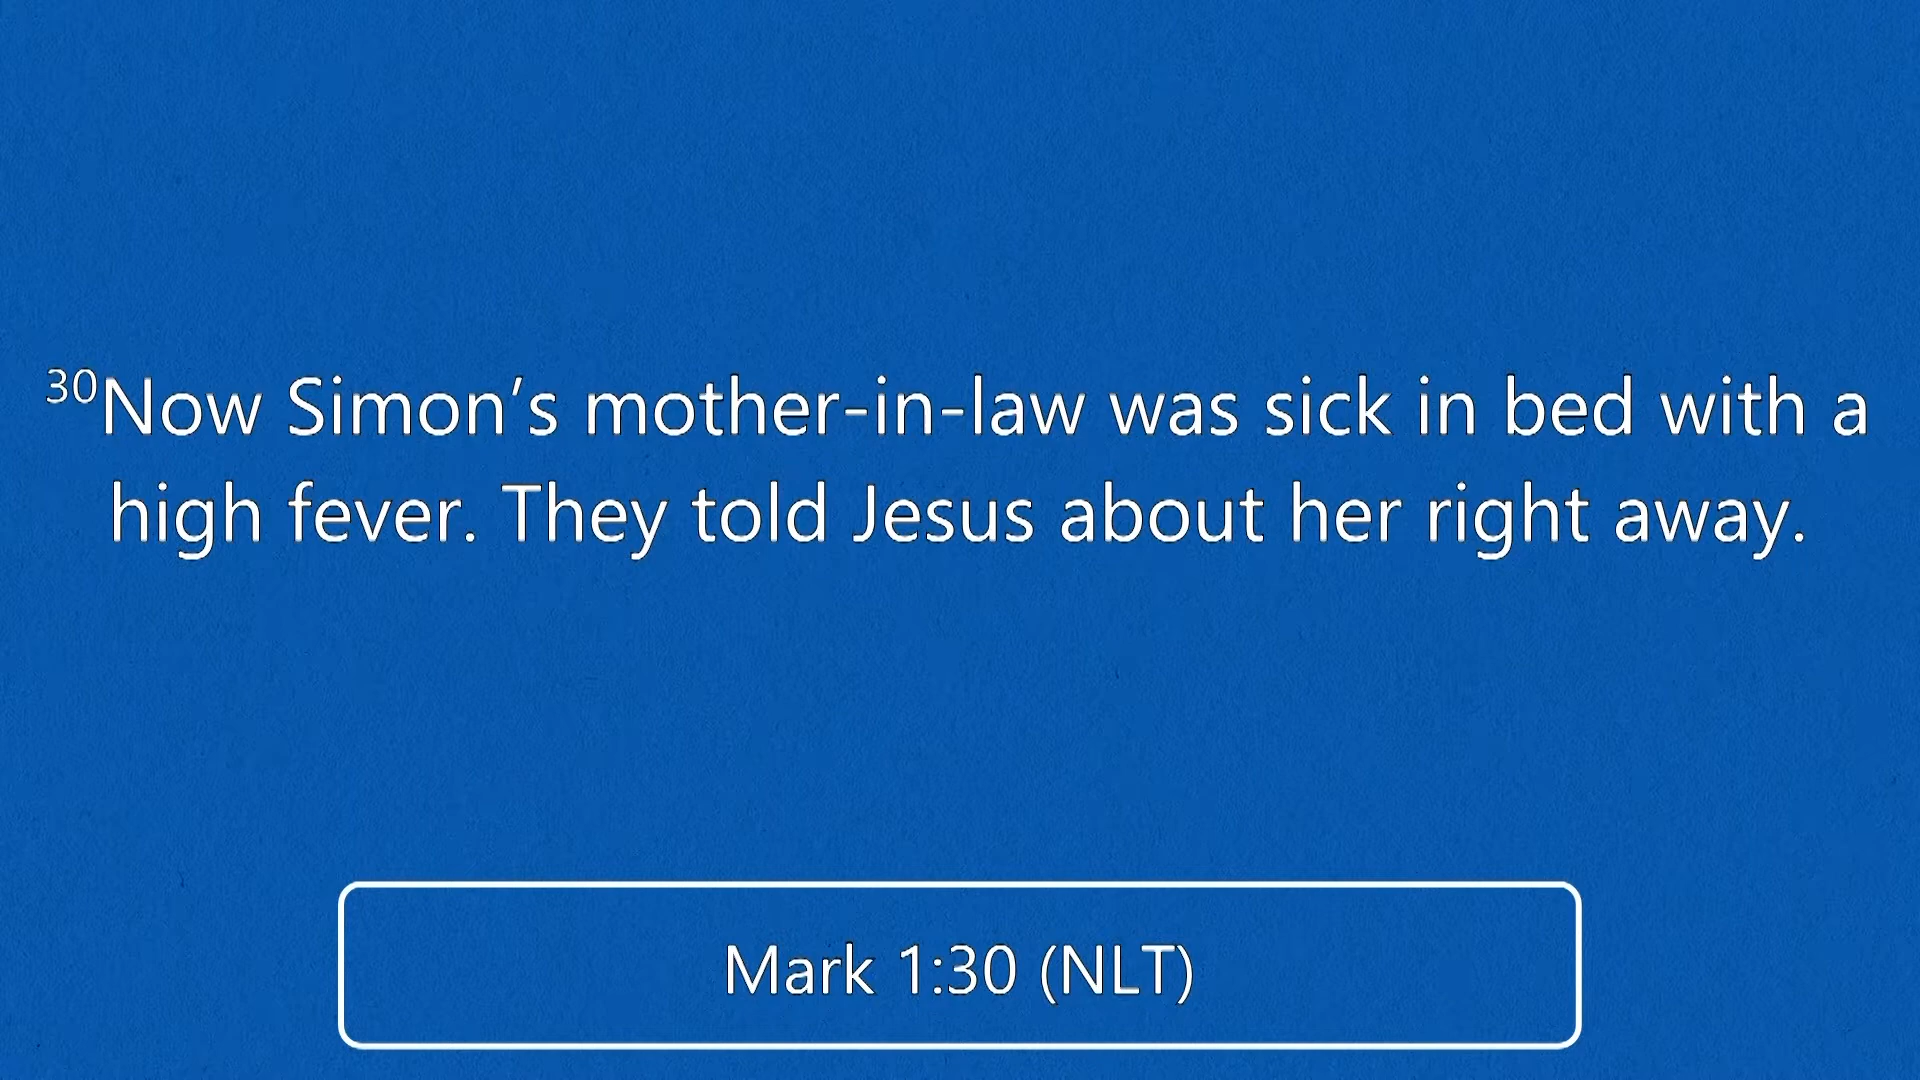 ³⁰Now Simon’s mother-in-law was sick in bed with a
high fever. They told Jesus about her right away.
Mark 1:30 (NLT)